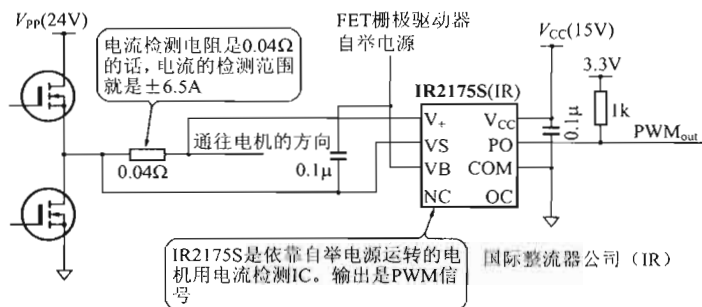 V_PP(24V)
电流检测电阻是0.04Ω
的话,电流的检测范围
就是±6.5A
FET栅极驱动器
自举电源
V_CC(15V)
3.3V
IR2175S(IR)
1k
0.1μ
PWM_out
V+
VS
VB
NC
V_CC
PO
COM
OC
通往电机的方向
0.04Ω
0.1μ
IR2175S是依靠自举电源运转的电
机用电流检测IC。输出是PWM信
号
国际整流器公司(IR)